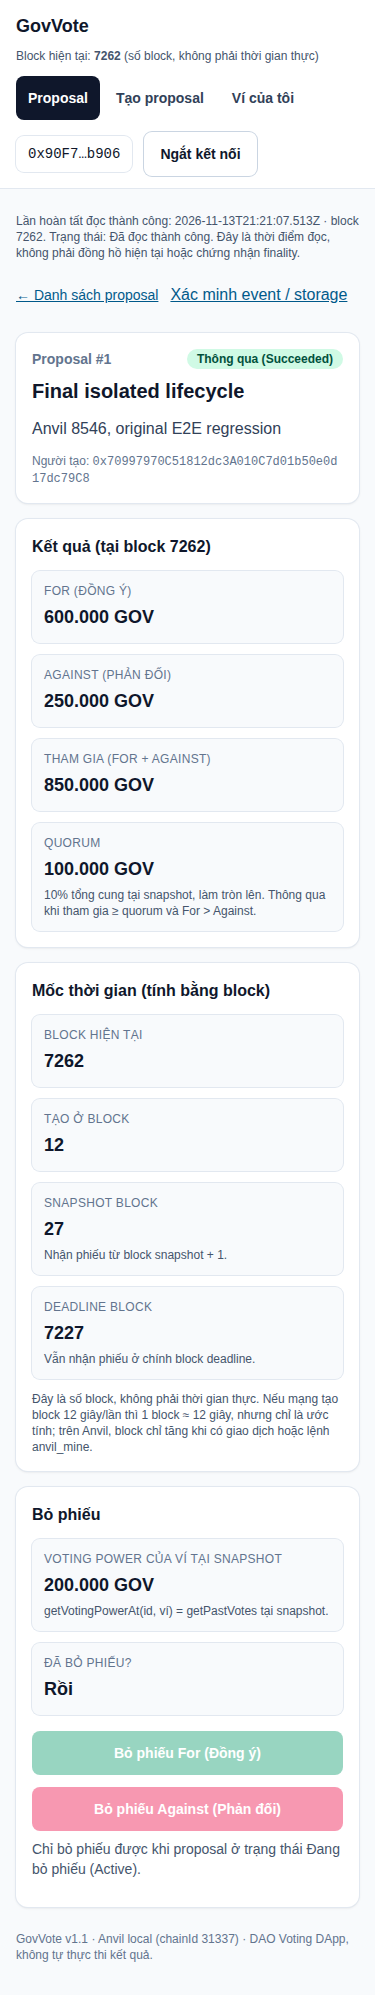 GovVote
Block hiện tại: 7262 (số block, không phải thời gian thực)
Proposal
Tạo proposal
Ví của tôi
0x90F7…b906
Ngắt kết nối
Lần hoàn tất đọc thành công: 2026-11-13T21:21:07.513Z · block
7262. Trạng thái: Đã đọc thành công. Đây là thời điểm đọc,
không phải đồng hồ hiện tại hoặc chứng nhận finality.
← Danh sách proposal
Xác minh event / storage
Proposal #1
Thông qua (Succeeded)
Final isolated lifecycle
Anvil 8546, original E2E regression
Người tạo: 0x70997970C51812dc3A010C7d01b50e0d
17dc79C8
Kết quả (tại block 7262)
FOR (ĐỒNG Ý)
600.000 GOV
AGAINST (PHẢN ĐỐI)
250.000 GOV
THAM GIA (FOR + AGAINST)
850.000 GOV
QUORUM
100.000 GOV
10% tổng cung tại snapshot, làm tròn lên. Thông qua
khi tham gia ≥ quorum và For > Against.
Mốc thời gian (tính bằng block)
BLOCK HIỆN TẠI
7262
TẠO Ở BLOCK
12
SNAPSHOT BLOCK
27
Nhận phiếu từ block snapshot + 1.
DEADLINE BLOCK
7227
Vẫn nhận phiếu ở chính block deadline.
Đây là số block, không phải thời gian thực. Nếu mạng tạo
block 12 giây/lần thì 1 block ≈ 12 giây, nhưng chỉ là ước
tính; trên Anvil, block chỉ tăng khi có giao dịch hoặc lệnh
anvil_mine.
Bỏ phiếu
VOTING POWER CỦA VÍ TẠI SNAPSHOT
200.000 GOV
getVotingPowerAt(id, ví) = getPastVotes tại snapshot.
ĐÃ BỎ PHIẾU?
Rồi
Bỏ phiếu For (Đồng ý)
Bỏ phiếu Against (Phản đối)
Chỉ bỏ phiếu được khi proposal ở trạng thái Đang
bỏ phiếu (Active).
GovVote v1.1 · Anvil local (chainId 31337) · DAO Voting DApp,
không tự thực thi kết quả.